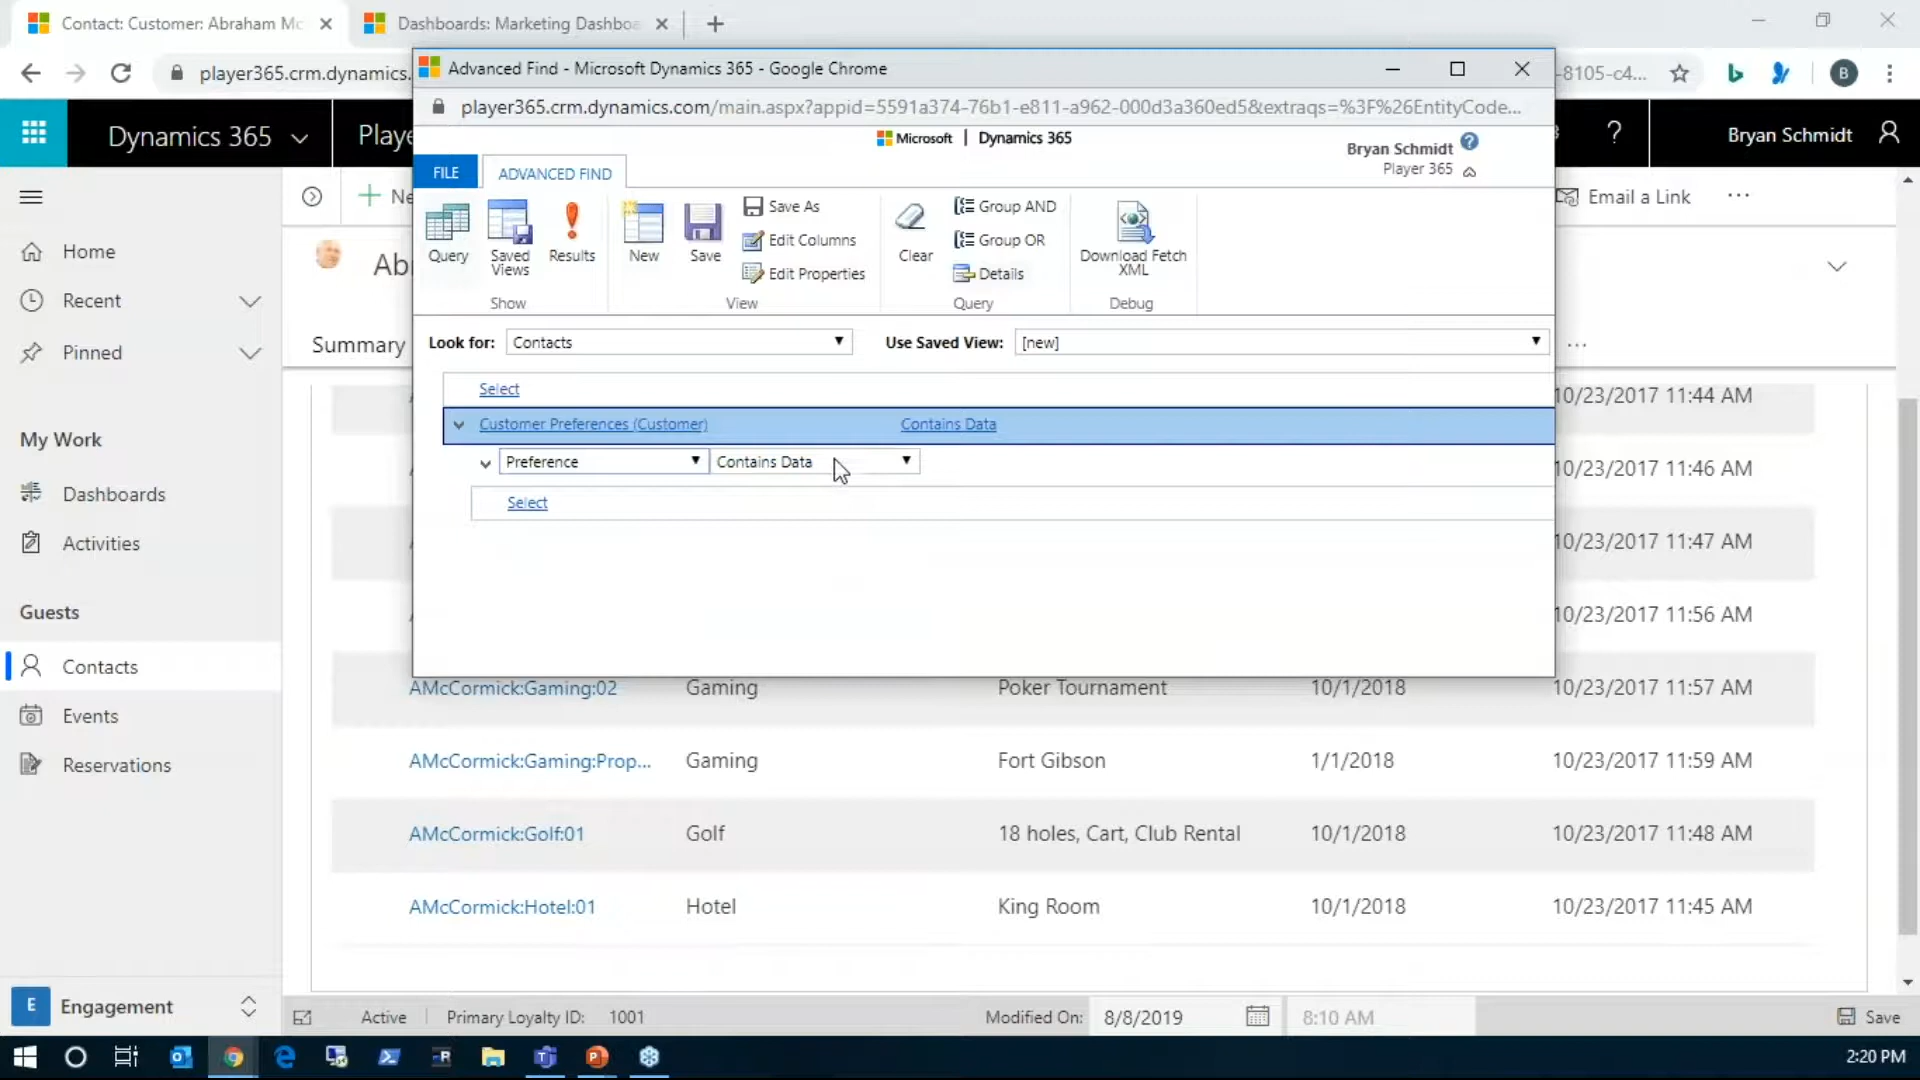 Contact: Customer: Abraham Mc
Dashboards: Marketing Dashboa
player365.crm.dynamics.
-8105-c4...
B
Advanced Find - Microsoft Dynamics 365 - Google Chrome
player365.crm.dynamics.com/main.aspx?appid=5591a374-76b1-e811-a962-000d3a360ed5&extraqs=%3F%26EntityCode...
Dynamics 365
Playe
?
Bryan Schmidt
Microsoft | Dynamics 365
Bryan Schmidt
Player 365
FILE
ADVANCED FIND
Query
Saved Views
Results
Show
New
Save
Save As
Edit Columns
Edit Properties
View
Clear
Group AND
Group OR
Details
Query
Download Fetch XML
Debug
Look for:
Contacts
Use Saved View:
[new]
Select
Customer Preferences (Customer)
Contains Data
Preference
Contains Data
Select
Home
Recent
Pinned
My Work
Dashboards
Activities
Guests
Contacts
Events
Reservations
E
Engagement
Ne
Email a Link
...
Ab
Summary
...
10/23/2017 11:44 AM
10/23/2017 11:46 AM
10/23/2017 11:47 AM
10/23/2017 11:56 AM
AMcCormick:Gaming:02 Gaming Poker Tournament 10/1/2018 10/23/2017 11:57 AM
AMcCormick:Gaming:Prop... Gaming Fort Gibson 1/1/2018 10/23/2017 11:59 AM
AMcCormick:Golf:01 Golf 18 holes, Cart, Club Rental 10/1/2018 10/23/2017 11:48 AM
AMcCormick:Hotel:01 Hotel King Room 10/1/2018 10/23/2017 11:45 AM
Active
Primary Loyalty ID: 1001
Modified On: 8/8/2019 8:10 AM
Save
2:20 PM